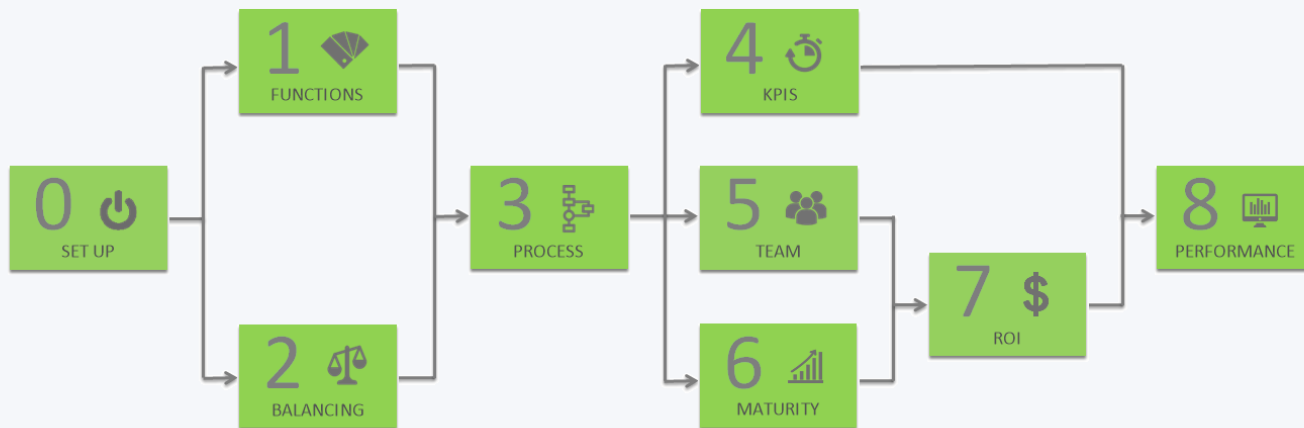 0
SET UP
1
FUNCTIONS
2
BALANCING
3
PROCESS
4
KPIS
5
TEAM
6
MATURITY
7
$
ROI
8
PERFORMANCE